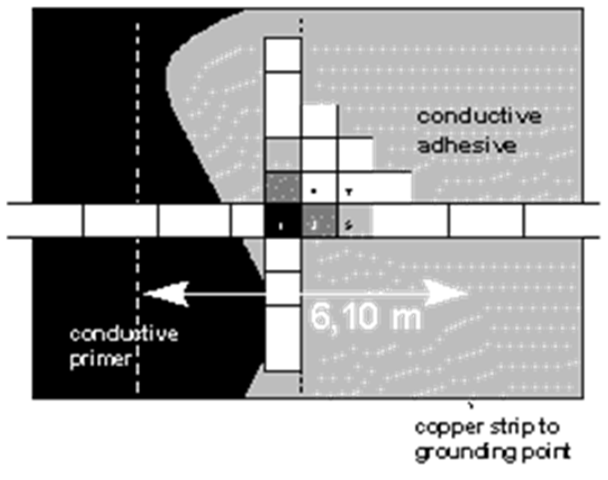 conductive
adhesive
6,10 m
conductive
primer
copper strip to
grounding point